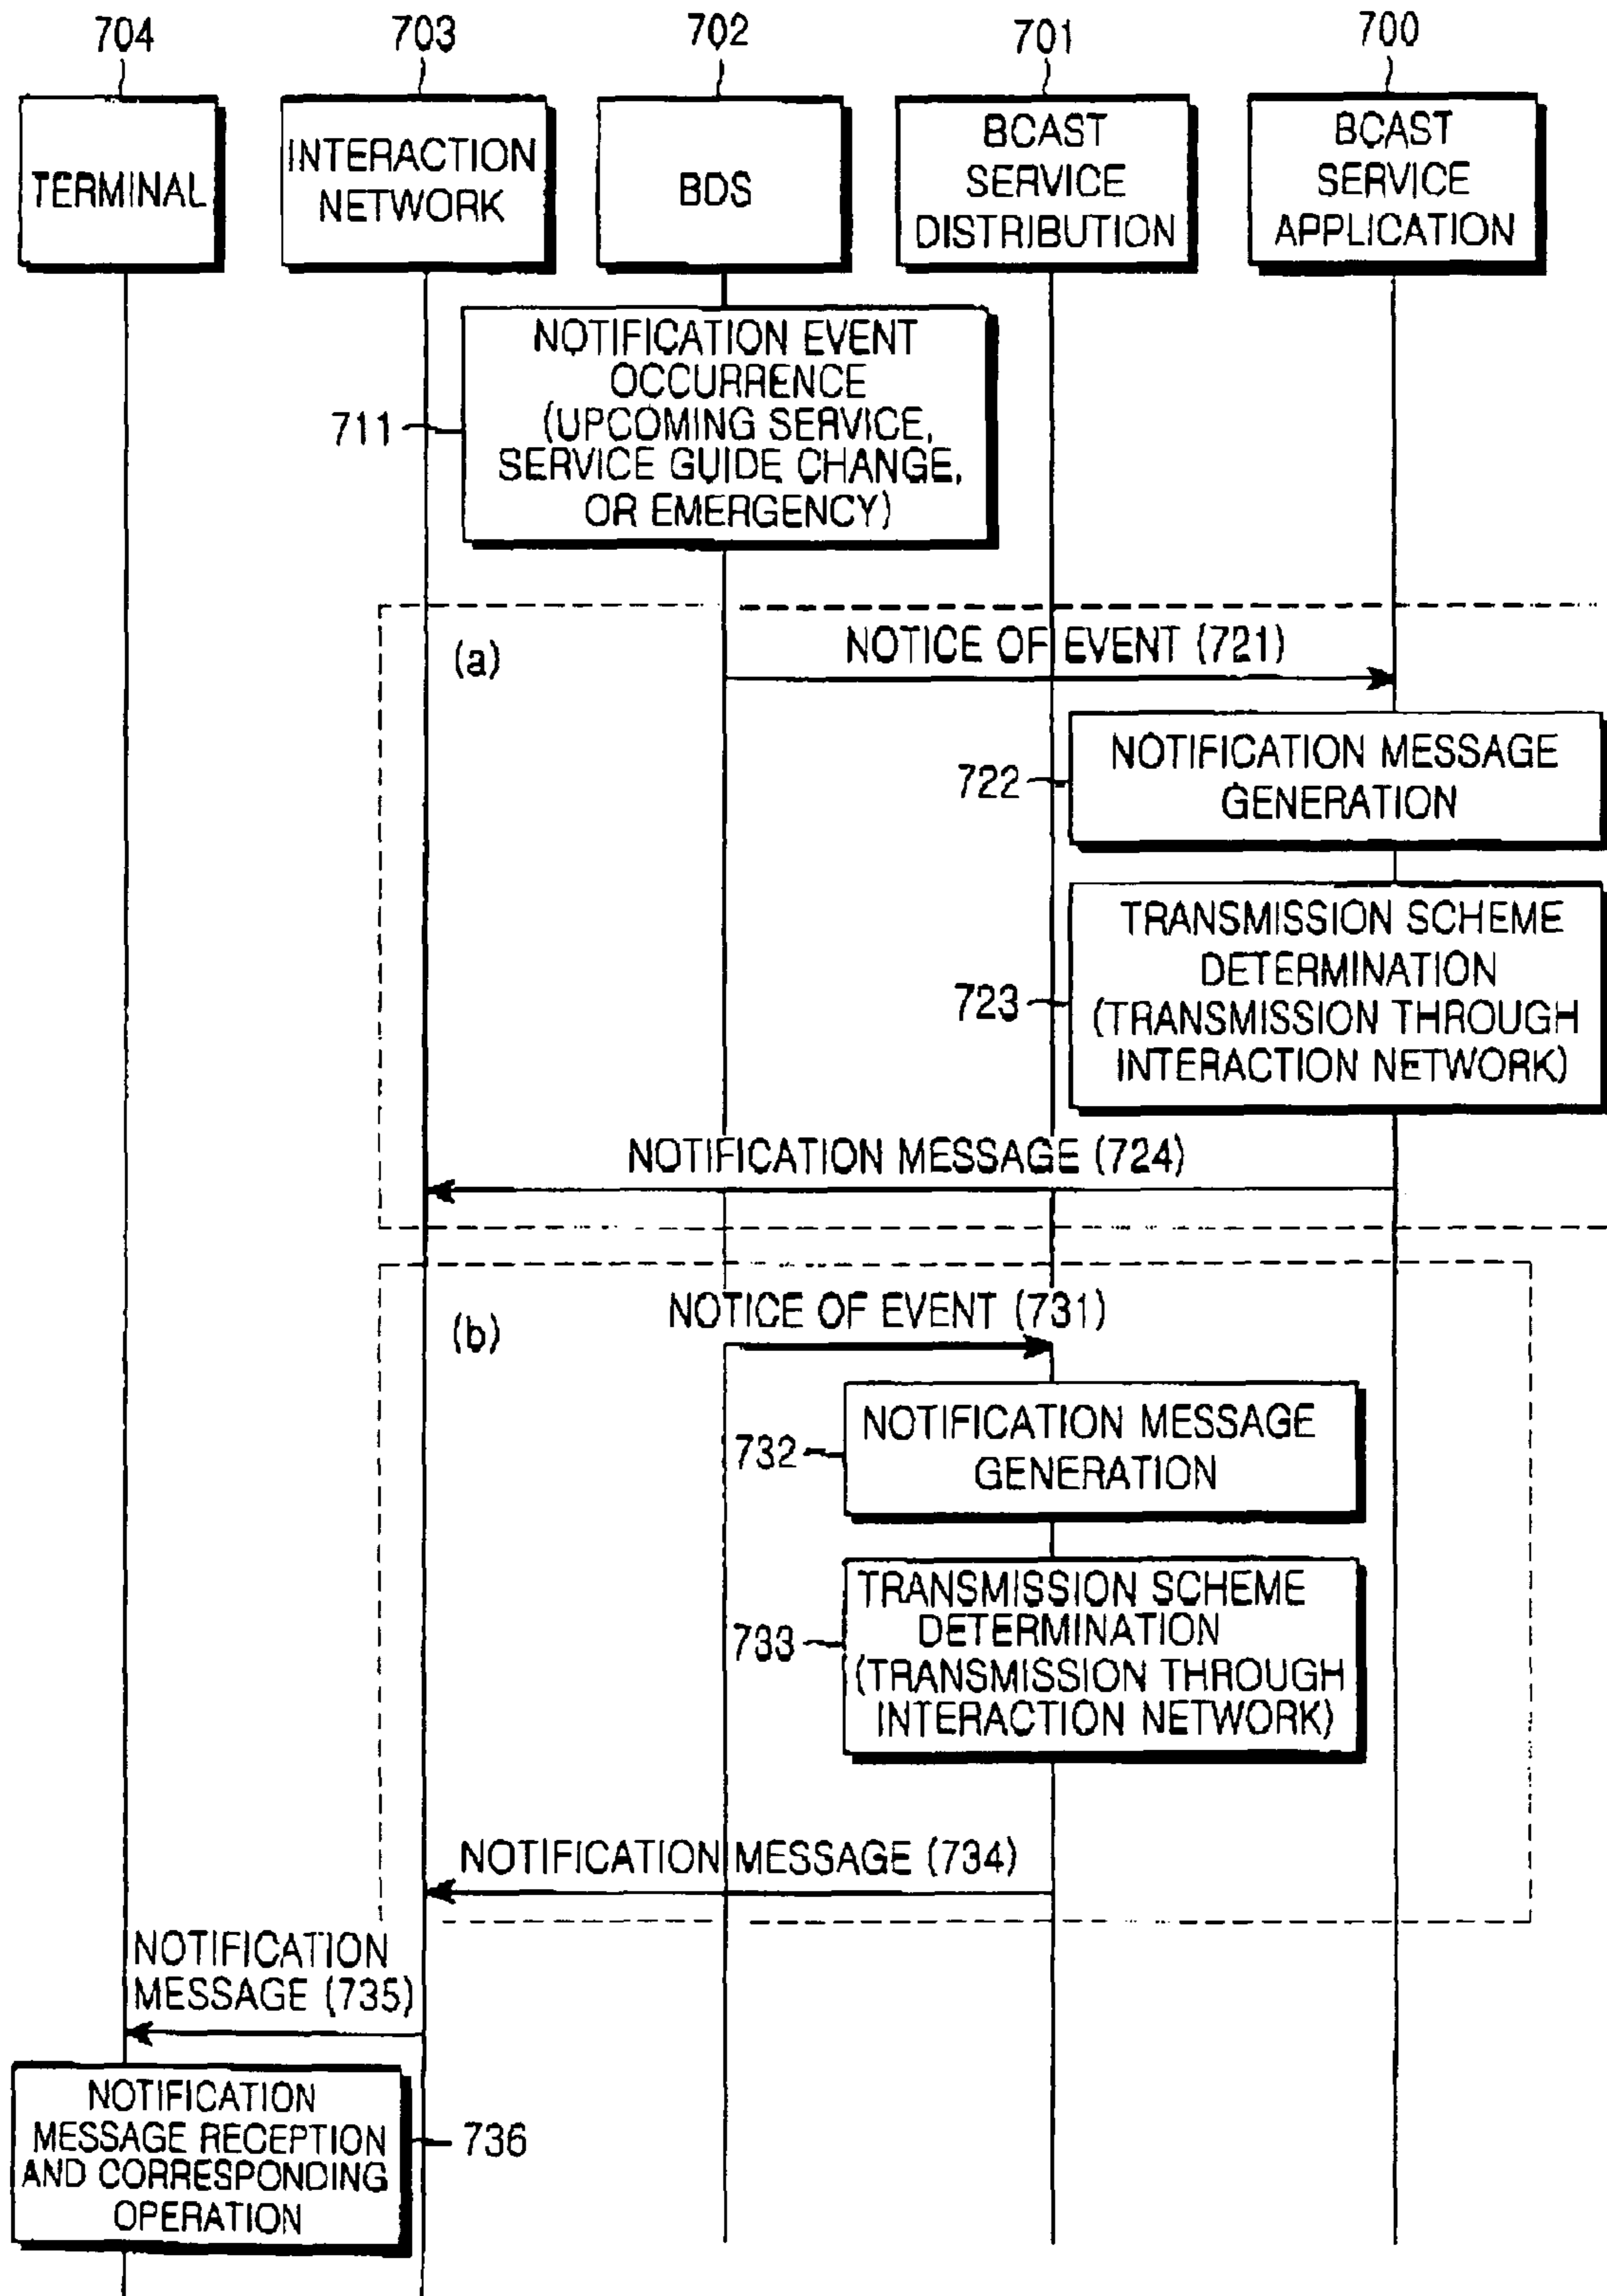 704
703
702
701
700
TERMINAL
INTERACTION
NETWORK
BDS
BCAST
SERVICE
DISTRIBUTION
BCAST
SERVICE
APPLICATION
711
NOTIFICATION EVENT
OCCURRENCE
(UPCOMING SERVICE,
SERVICE GUIDE CHANGE,
OR EMERGENCY)
(a)
NOTICE OF EVENT (721)
722
NOTIFICATION MESSAGE
GENERATION
723
TRANSMISSION SCHEME
DETERMINATION
(TRANSMISSION THROUGH
INTERACTION NETWORK)
NOTIFICATION MESSAGE (724)
(b)
NOTICE OF EVENT (731)
732
NOTIFICATION MESSAGE
GENERATION
733
TRANSMISSION SCHEME
DETERMINATION
(TRANSMISSION THROUGH
INTERACTION NETWORK)
NOTIFICATION MESSAGE (734)
NOTIFICATION
MESSAGE (735)
NOTIFICATION
MESSAGE RECEPTION
AND CORRESPONDING
OPERATION
736